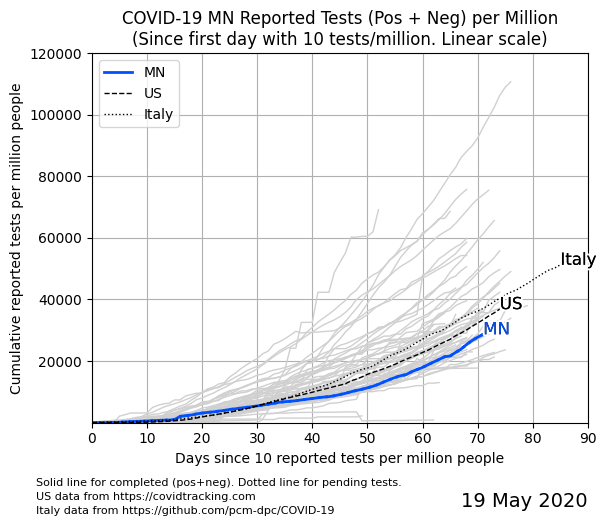 COVID-19 MN Reported Tests (Pos + Neg) per Million
(Since first day with 10 tests/million. Linear scale)
Cumulative reported tests per million people
120000
100000
80000
60000
40000
20000
MN
US
Italy
Italy
US
MN
0 10 20 30 40 50 60 70 80 90
Days since 10 reported tests per million people
Solid line for completed (pos+neg). Dotted line for pending tests.
US data from https://covidtracking.com
Italy data from https://github.com/pcm-dpc/COVID-19
19 May 2020